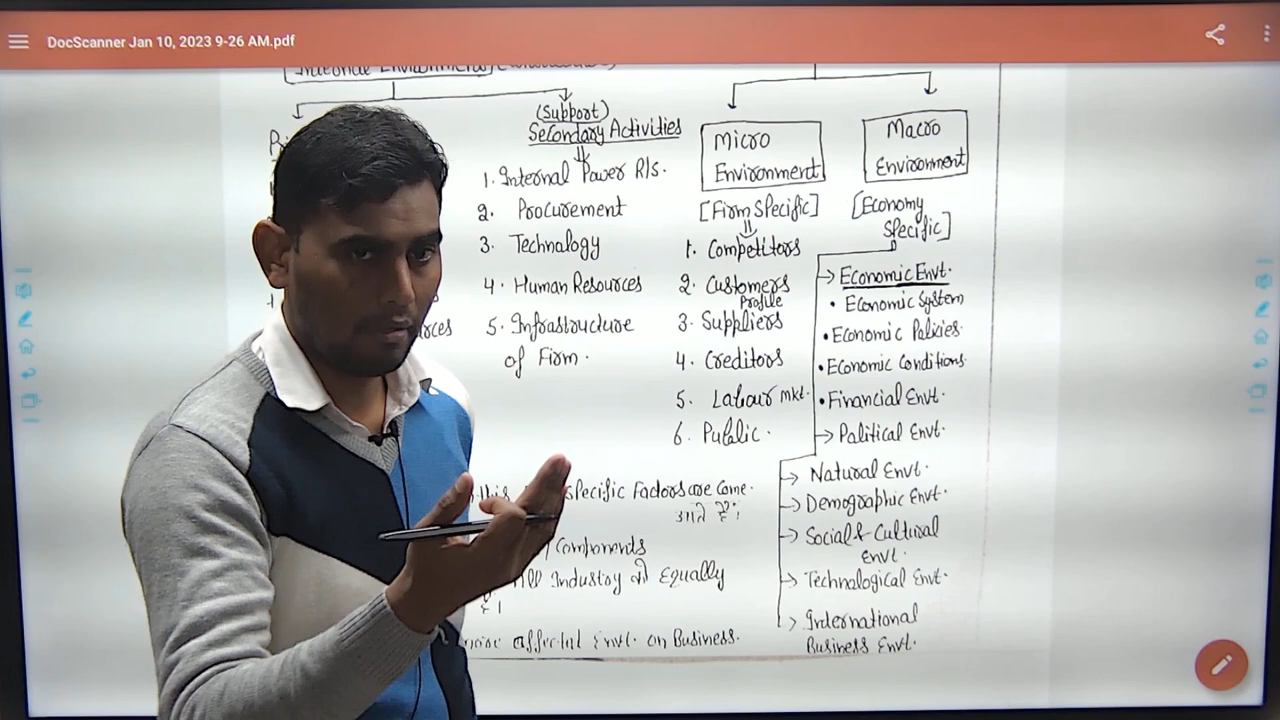 DocScanner Jan 10, 2023 9-26 AM.pdf
(Support)
Secondary Activities
1. Internal Power R/s.
2. Procurement
3. Technology
4. Human Resources
5. Infrastructure
of Firm.
Micro
Environment
[Firm Specific]
1. Competitors
2. Customers
Profile
3. Suppliers
4. Creditors
5. Labour mkt.
6. Public.
Macro
Environment
[Economy
Specific]
Economic Envt.
• Economic System
• Economic Policies
• Economic Conditions
• Financial Envt.
Political Envt.
Natural Envt.
Demographic Envt.
Social & Cultural
Envt.
Technological Envt.
International
Business Envt.
this
Specific Factors are Come.
आते हैं।
Components
Industry को Equally
Envt. on Business.